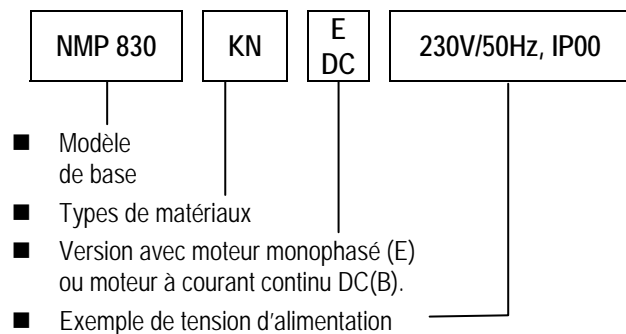 NMP 830
KN
E
DC
230V/50Hz, IP00
■ Modèle
de base
■ Types de matériaux
■ Version avec moteur monophasé (E)
ou moteur à courant continu DC(B).
■ Exemple de tension d'alimentation